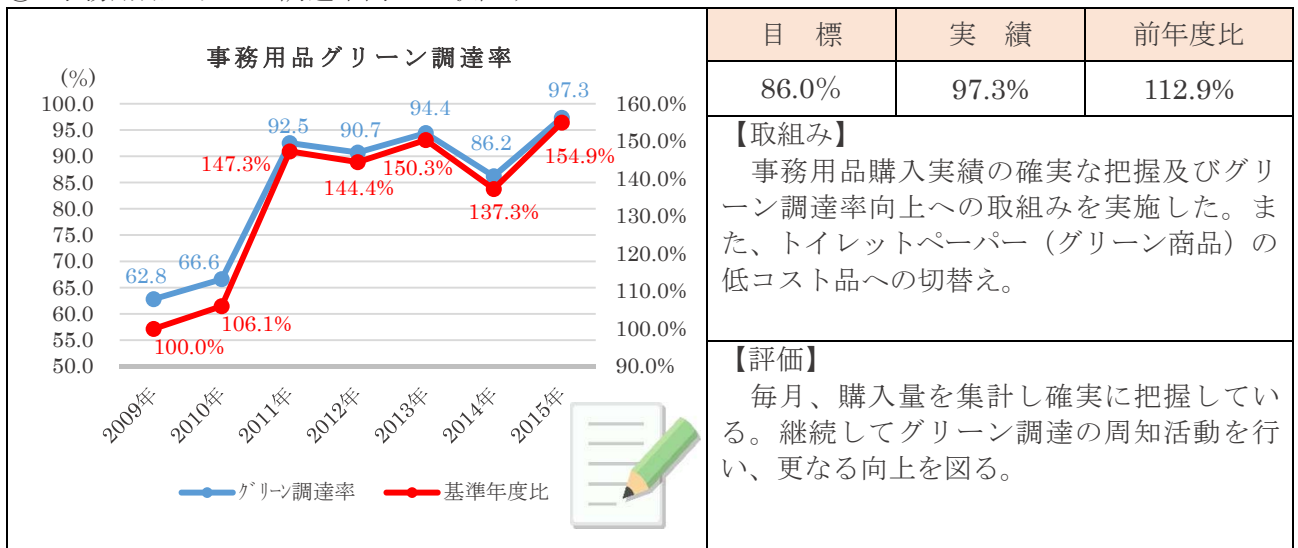 事務用品グリーン調達率
(%)
100.0
95.0
90.0
85.0
80.0
75.0
70.0
65.0
60.0
55.0
50.0
62.8
66.6
92.5
90.7
94.4
86.2
97.3
100.0%
106.1%
147.3%
144.4%
150.3%
137.3%
154.9%
160.0%
150.0%
140.0%
130.0%
120.0%
110.0%
100.0%
90.0%
2009年
2010年
2011年
2012年
2013年
2014年
2015年
グリーン調達率
基準年度比
目 標 実 績 前年度比
86.0% 97.3% 112.9%
【取組み】
事務用品購入実績の確実な把握及びグリ
ーン調達率向上への取組みを実施した。ま
た、トイレットペーパー（グリーン商品）の
低コスト品への切替え。
【評価】
毎月、購入量を集計し確実に把握してい
る。継続してグリーン調達の周知活動を行
い、更なる向上を図る。